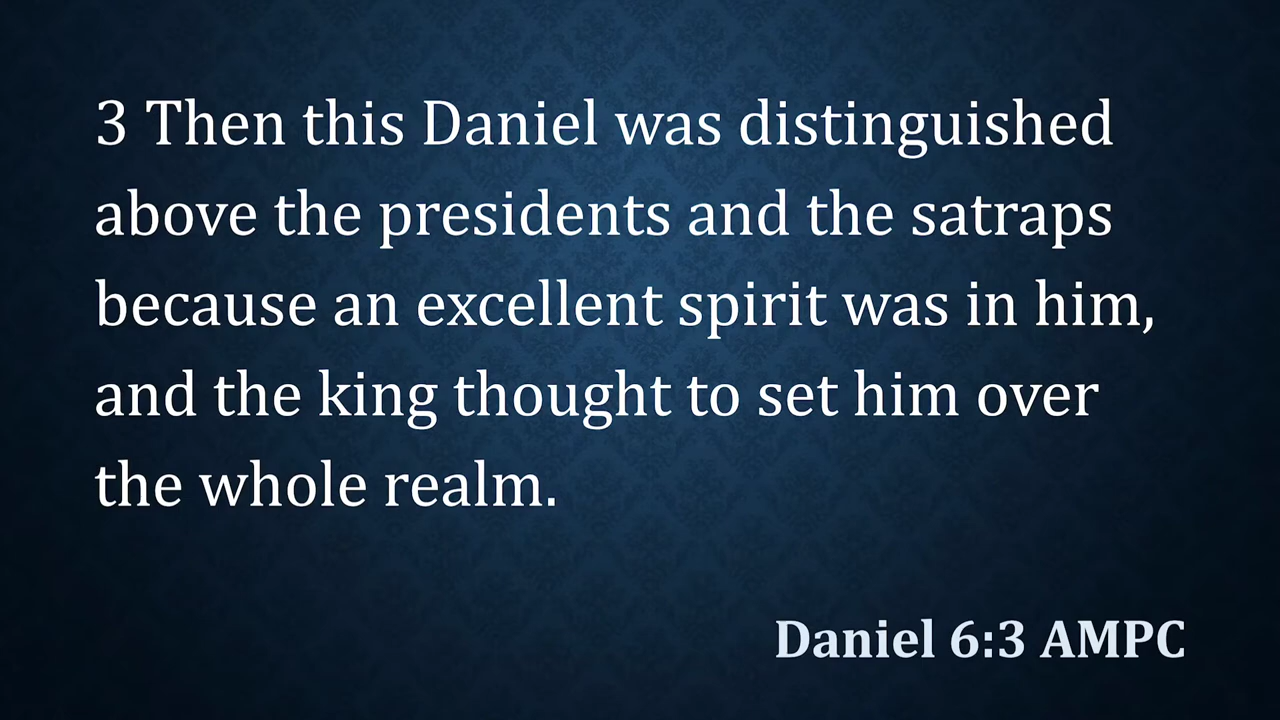 3 Then this Daniel was distinguished
above the presidents and the satraps
because an excellent spirit was in him,
and the king thought to set him over
the whole realm.
Daniel 6:3 AMPC